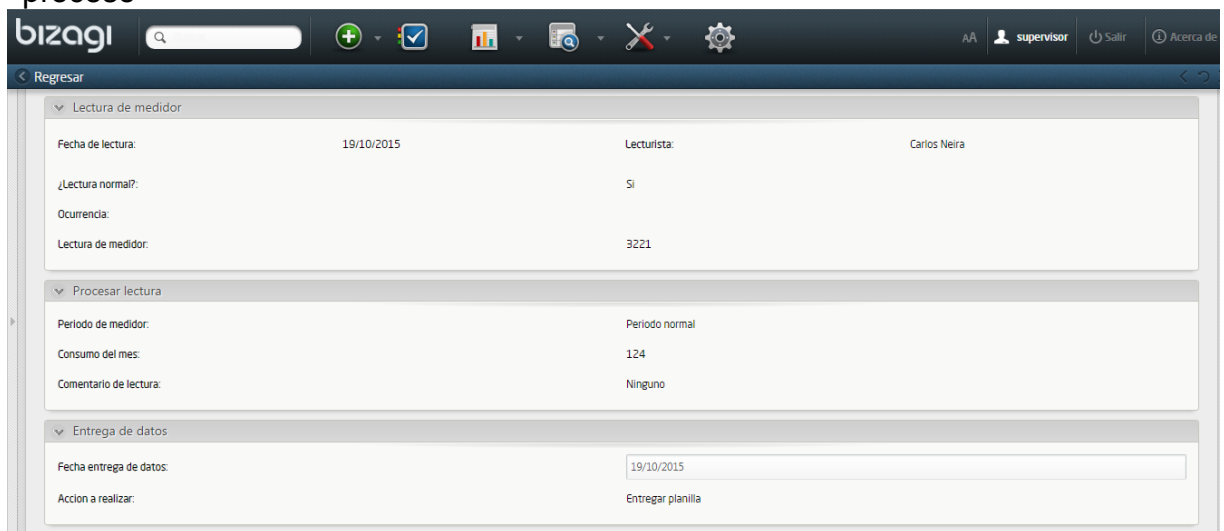 proceso
bizagi AA supervisor Salir Acerca de
Regresar
Lectura de medidor
Fecha de lectura: 19/10/2015 Lecturista: Carlos Neira
¿Lectura normal?: Si
Ocurrencia:
Lectura de medidor: 3221
Procesar lectura
Periodo de medidor: Periodo normal
Consumo del mes: 124
Comentario de lectura: Ninguno
Entrega de datos
Fecha entrega de datos: 19/10/2015
Accion a realizar: Entregar planilla